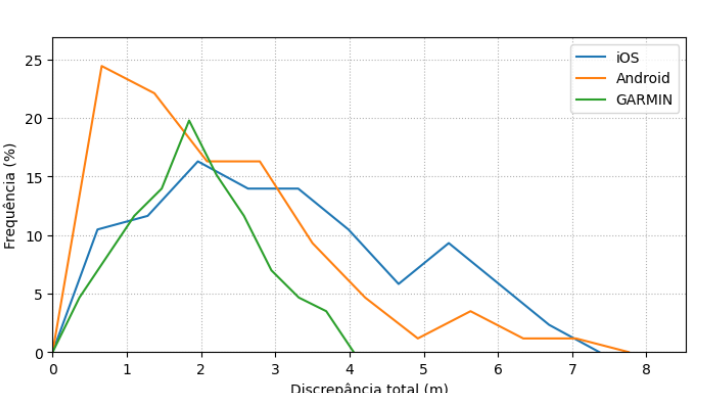 iOS
Android
GARMIN
Frequência (%)
25
20
15
10
5
0
0 1 2 3 4 5 6 7 8
Discrepância total (m)